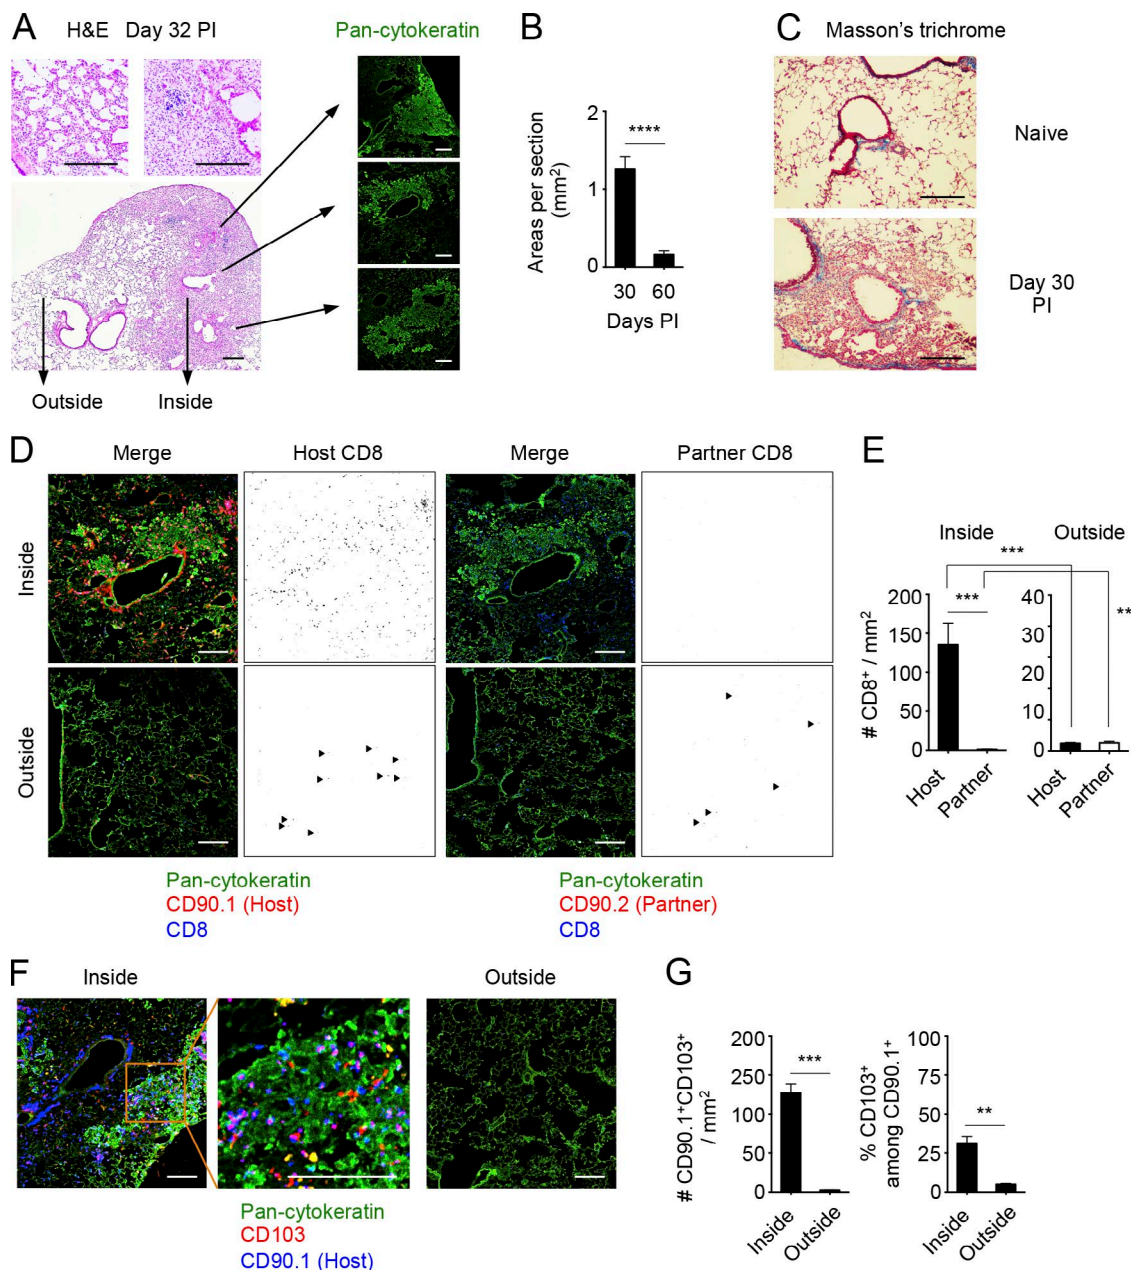 A
H&E Day 32 PI
Pan-cytokeratin
Outside
Inside
B
Areas per section
(mm²)
2
1
0
****
30
60
Days PI
C
Masson's trichrome
Naive
Day 30
PI
D
Merge
Host CD8
Merge
Partner CD8
Inside
Outside
Pan-cytokeratin
CD90.1 (Host)
CD8
Pan-cytokeratin
CD90.2 (Partner)
CD8
E
Inside
Outside
***
***
**
# CD8⁺ / mm²
200
150
100
50
0
Host
Partner
40
30
20
10
0
Host
Partner
F
Inside
Outside
Pan-cytokeratin
CD103
CD90.1 (Host)
G
# CD90.1⁺CD103⁺
/ mm²
200
250
100
50
0
***
Inside
Outside
% CD103⁺
among CD90.1⁺
100
75
50
25
0
**
Inside
Outside